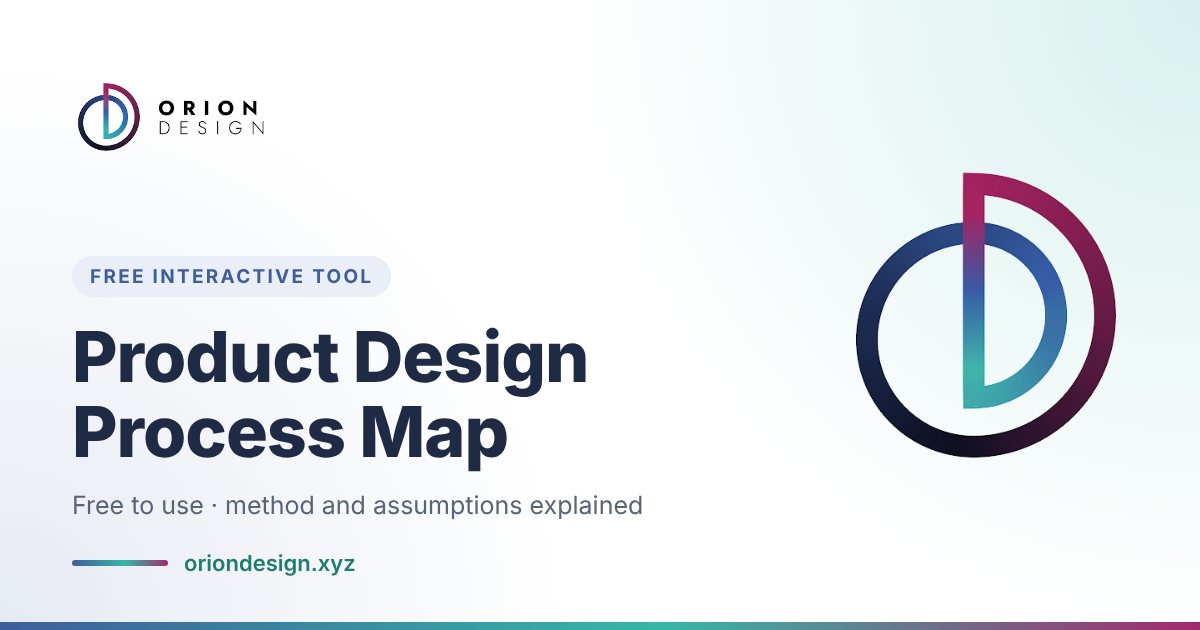 ORION
DESIGN
FREE INTERACTIVE TOOL
Product Design
Process Map
Free to use · method and assumptions explained
oriondesign.xyz